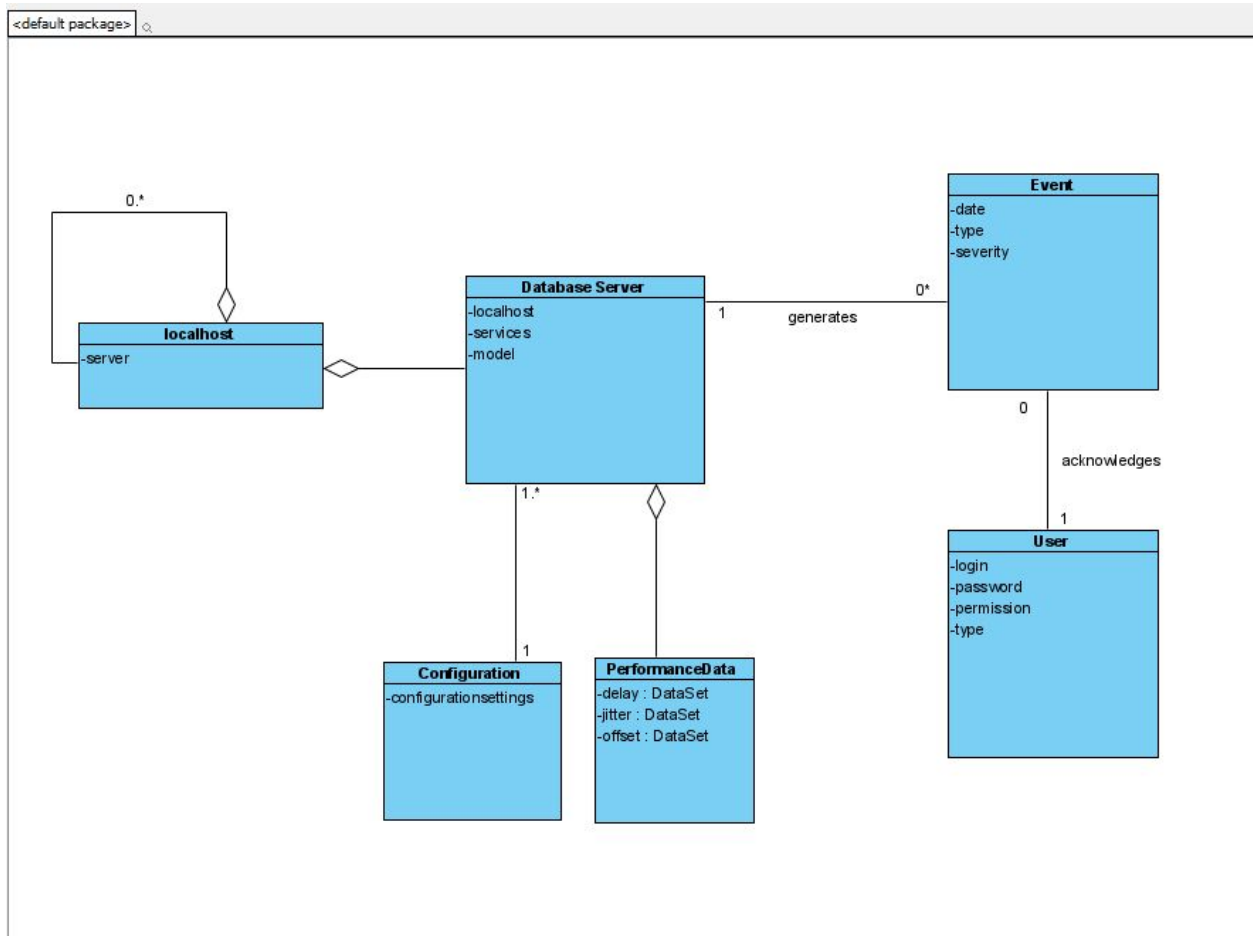 <default package>
0.*
localhost
-server
Database Server
-localhost
-services
-model
1
generates
0*
Event
-date
-type
-severity
0
acknowledges
1
User
-login
-password
-permission
-type
1.*
1
Configuration
-configurationsettings
PerformanceData
-delay : DataSet
-jitter : DataSet
-offset : DataSet